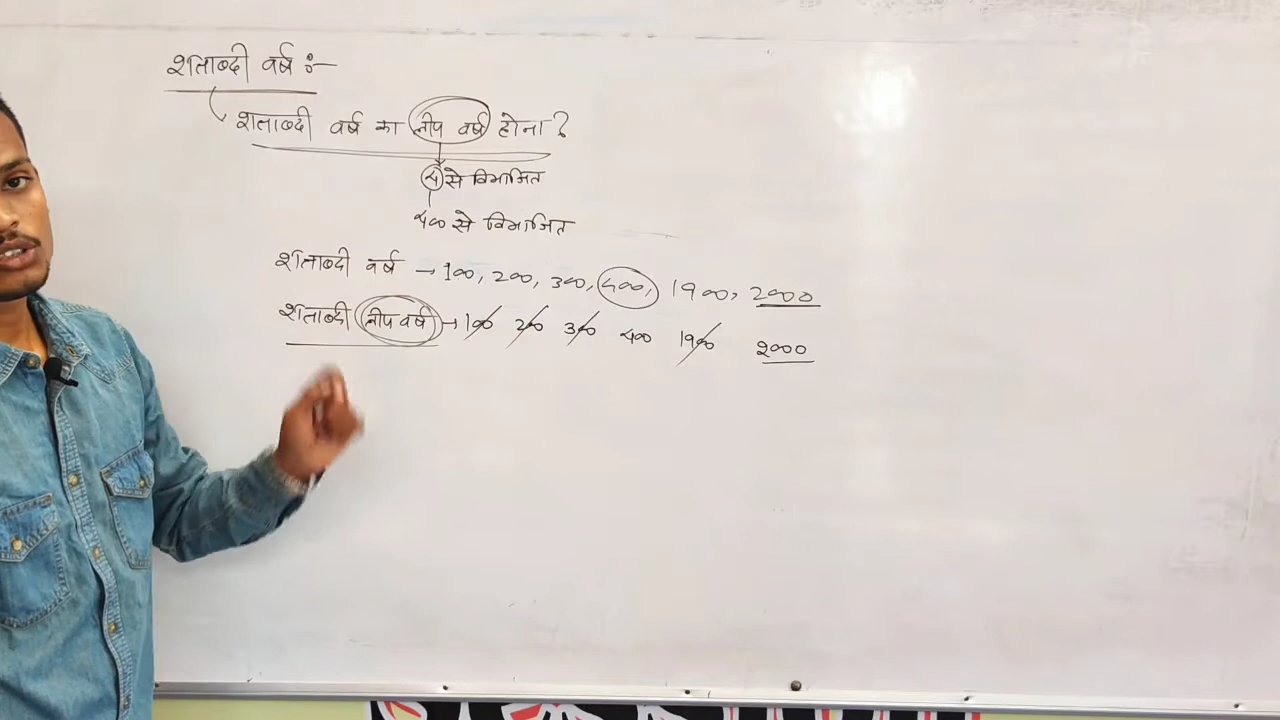 शताब्दी वर्ष :-
शताब्दी वर्ष का लीप वर्ष होना ?
4 से विभाजित
400 से विभाजित
शताब्दी वर्ष → 100, 200, 300, 400, 1900, 2000
शताब्दी लीप वर्ष → 100 200 300 400 1900 2000